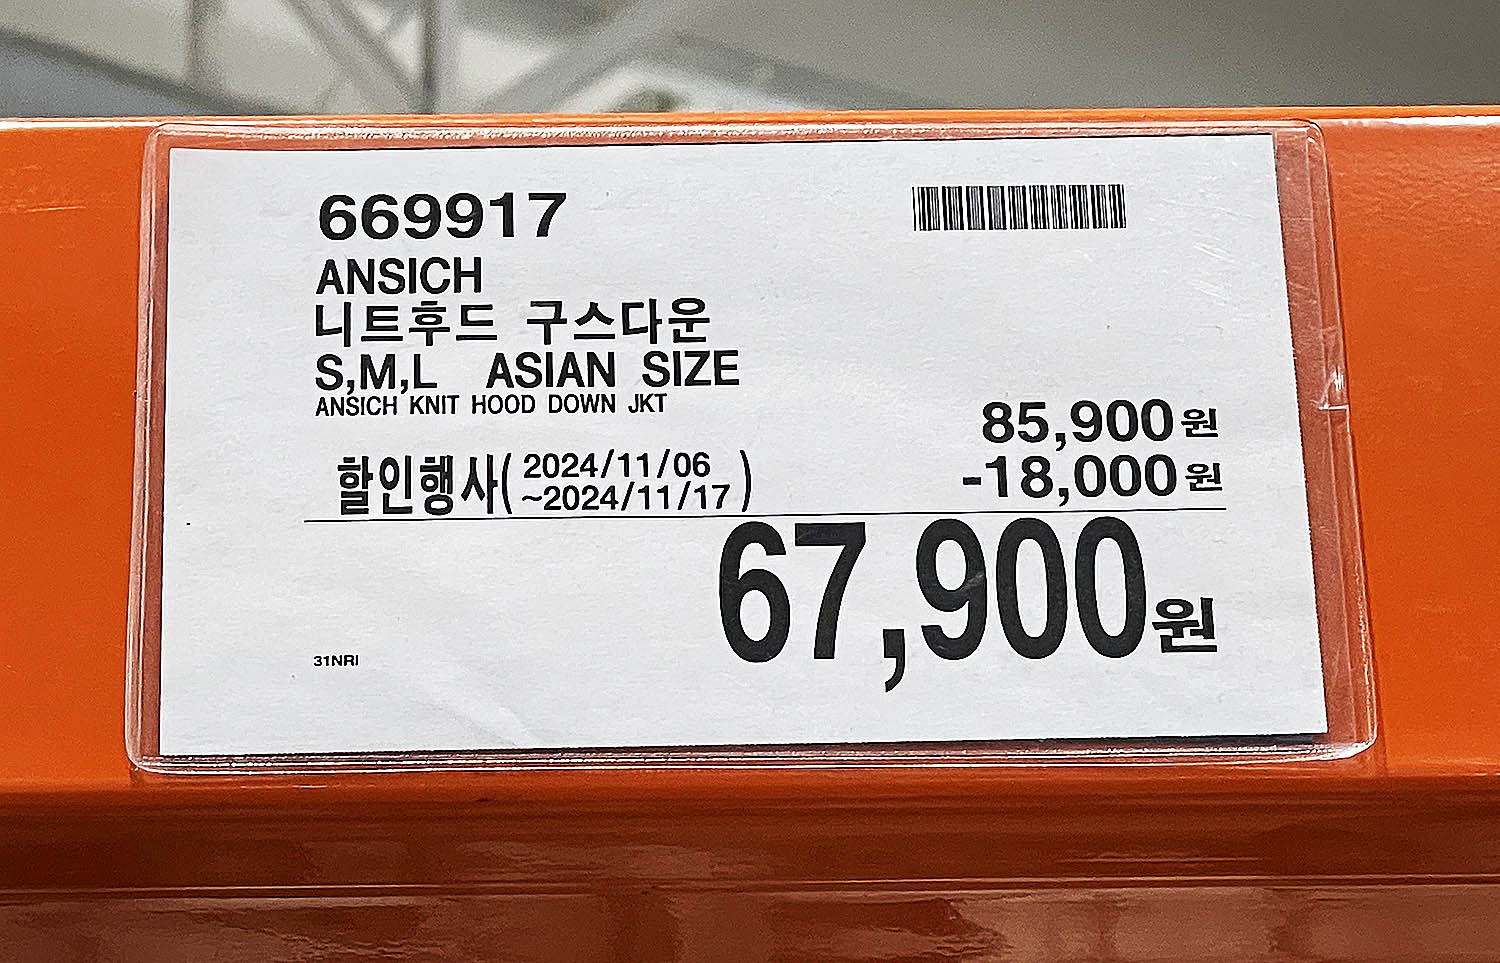 669917
ANSICH
니트후드 구스다운
S,M,L ASIAN SIZE
ANSICH KNIT HOOD DOWN JKT
85,900원
할인행사( 2024/11/06
~2024/11/17 )
-18,000원
67,900원
31NRI